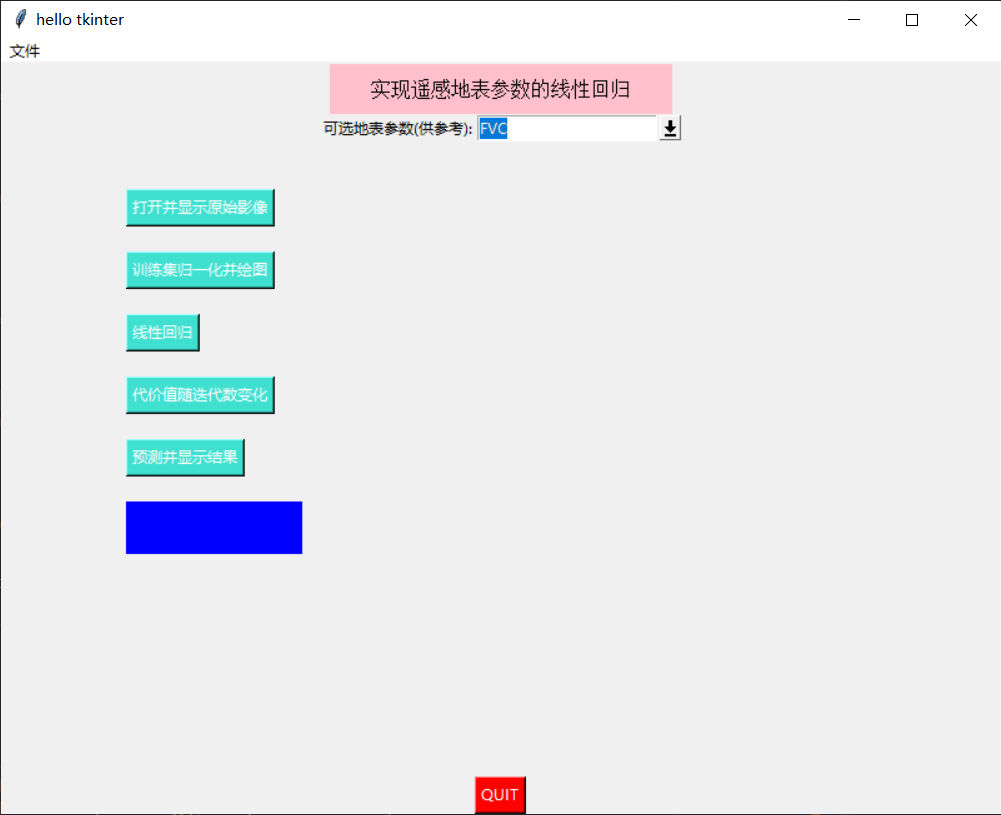 hello tkinter
文件
实现遥感地表参数的线性回归
可选地表参数(供参考): FVC
打开并显示原始影像
训练集归一化并绘图
线性回归
代价值随迭代数变化
预测并显示结果
QUIT